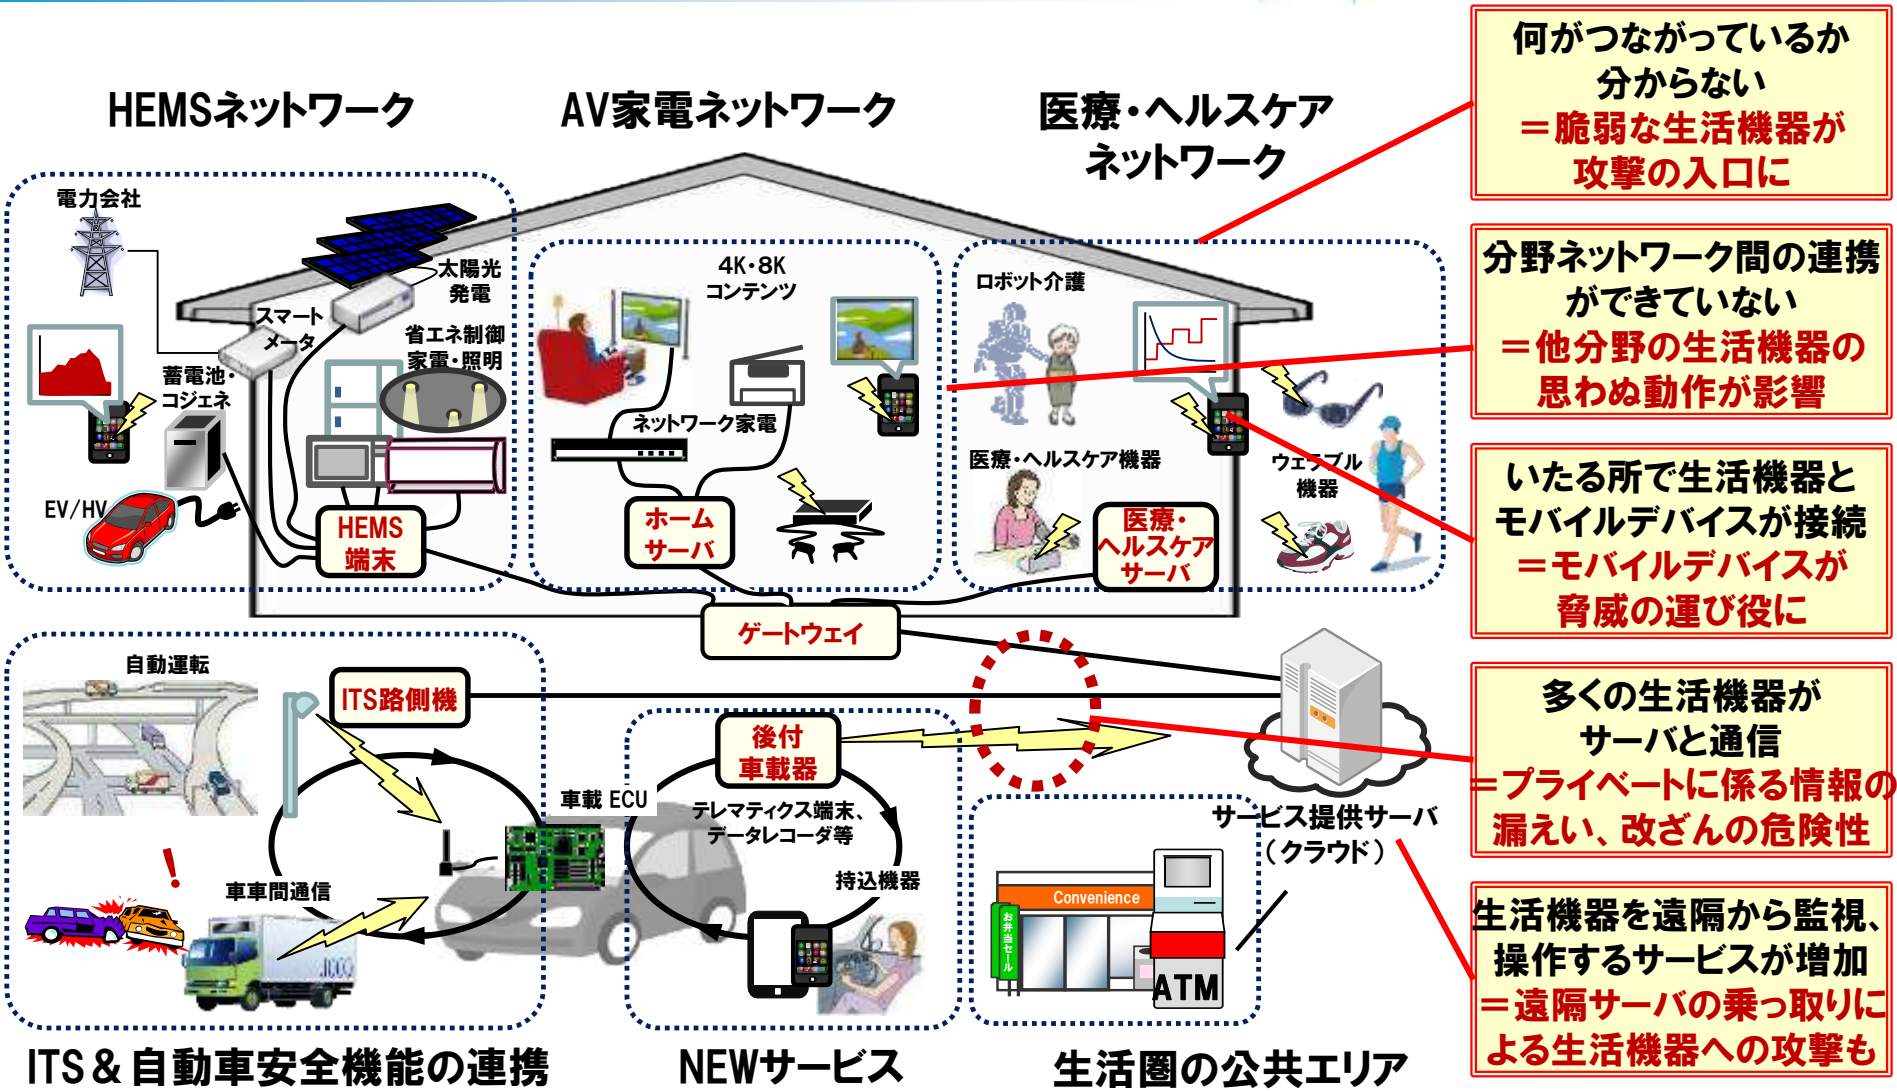 HEMSネットワーク
AV家電ネットワーク
医療・ヘルスケア
ネットワーク
電力会社
太陽光
発電
スマート
メータ
省エネ制御
家電・照明
蓄電池・
コジェネ
EV/HV
HEMS
端末
4K・8K
コンテンツ
ネットワーク家電
ホーム
サーバ
ロボット介護
医療・ヘルスケア機器
ウェラブル
機器
医療・
ヘルスケア
サーバ
ゲートウェイ
自動運転
ITS路側機
車車間通信
!
車載 ECU
後付
車載器
テレマティクス端末、
データレコーダ等
持込機器
サービス提供サーバ
（クラウド）
Convenience
お弁当セール
ATM
ITS＆自動車安全機能の連携
NEWサービス
生活圏の公共エリア
何がつながっているか
分からない
＝脆弱な生活機器が
攻撃の入口に
分野ネットワーク間の連携
ができていない
＝他分野の生活機器の
思わぬ動作が影響
いたる所で生活機器と
モバイルデバイスが接続
＝モバイルデバイスが
脅威の運び役に
多くの生活機器が
サーバと通信
＝プライベートに係る情報の
漏えい、改ざんの危険性
生活機器を遠隔から監視、
操作するサービスが増加
＝遠隔サーバの乗っ取りに
よる生活機器への攻撃も